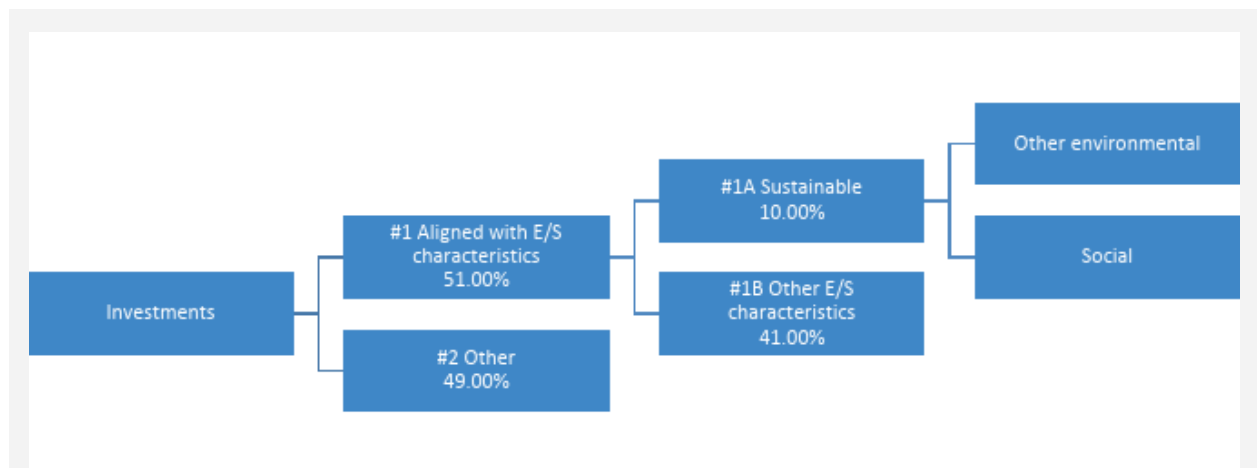 Investments
#1 Aligned with E/S
characteristics
51.00%
#2 Other
49.00%
#1A Sustainable
10.00%
#1B Other E/S
characteristics
41.00%
Other environmental
Social